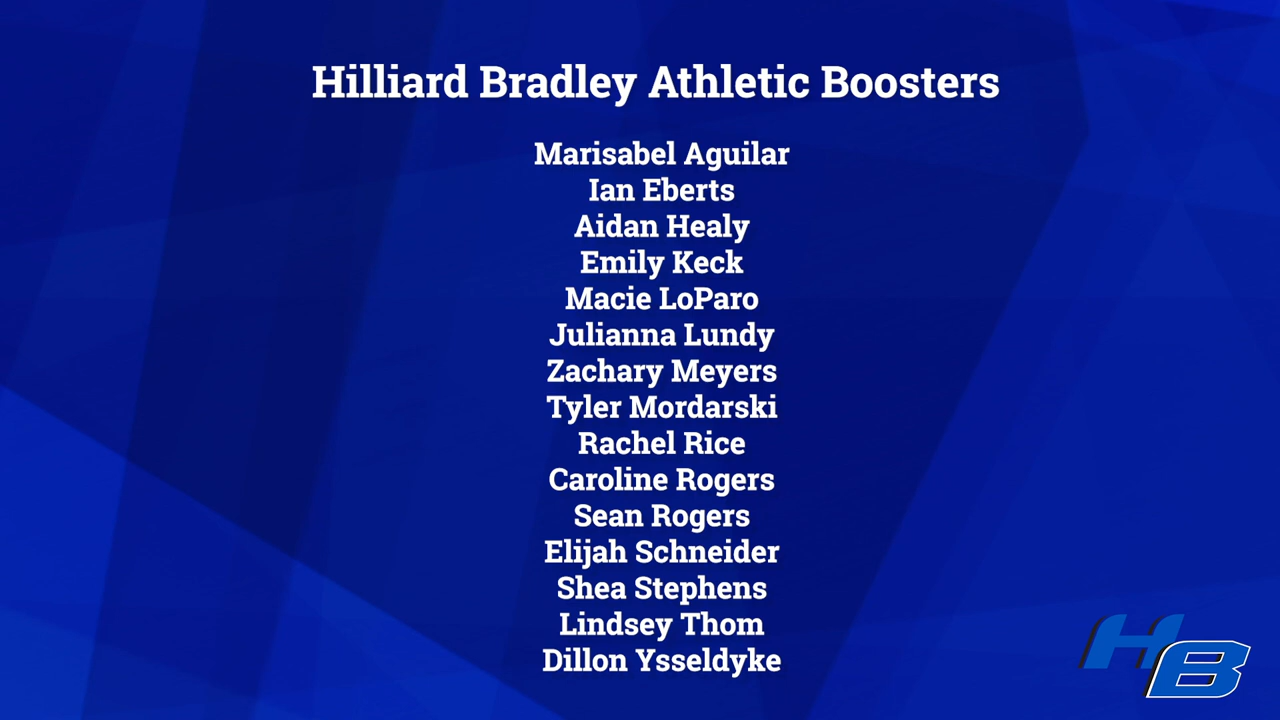 Hilliard Bradley Athletic Boosters
Marisabel Aguilar
Ian Eberts
Aidan Healy
Emily Keck
Macie LoParo
Julianna Lundy
Zachary Meyers
Tyler Mordarski
Rachel Rice
Caroline Rogers
Sean Rogers
Elijah Schneider
Shea Stephens
Lindsey Thom
Dillon Ysseldyke
HB